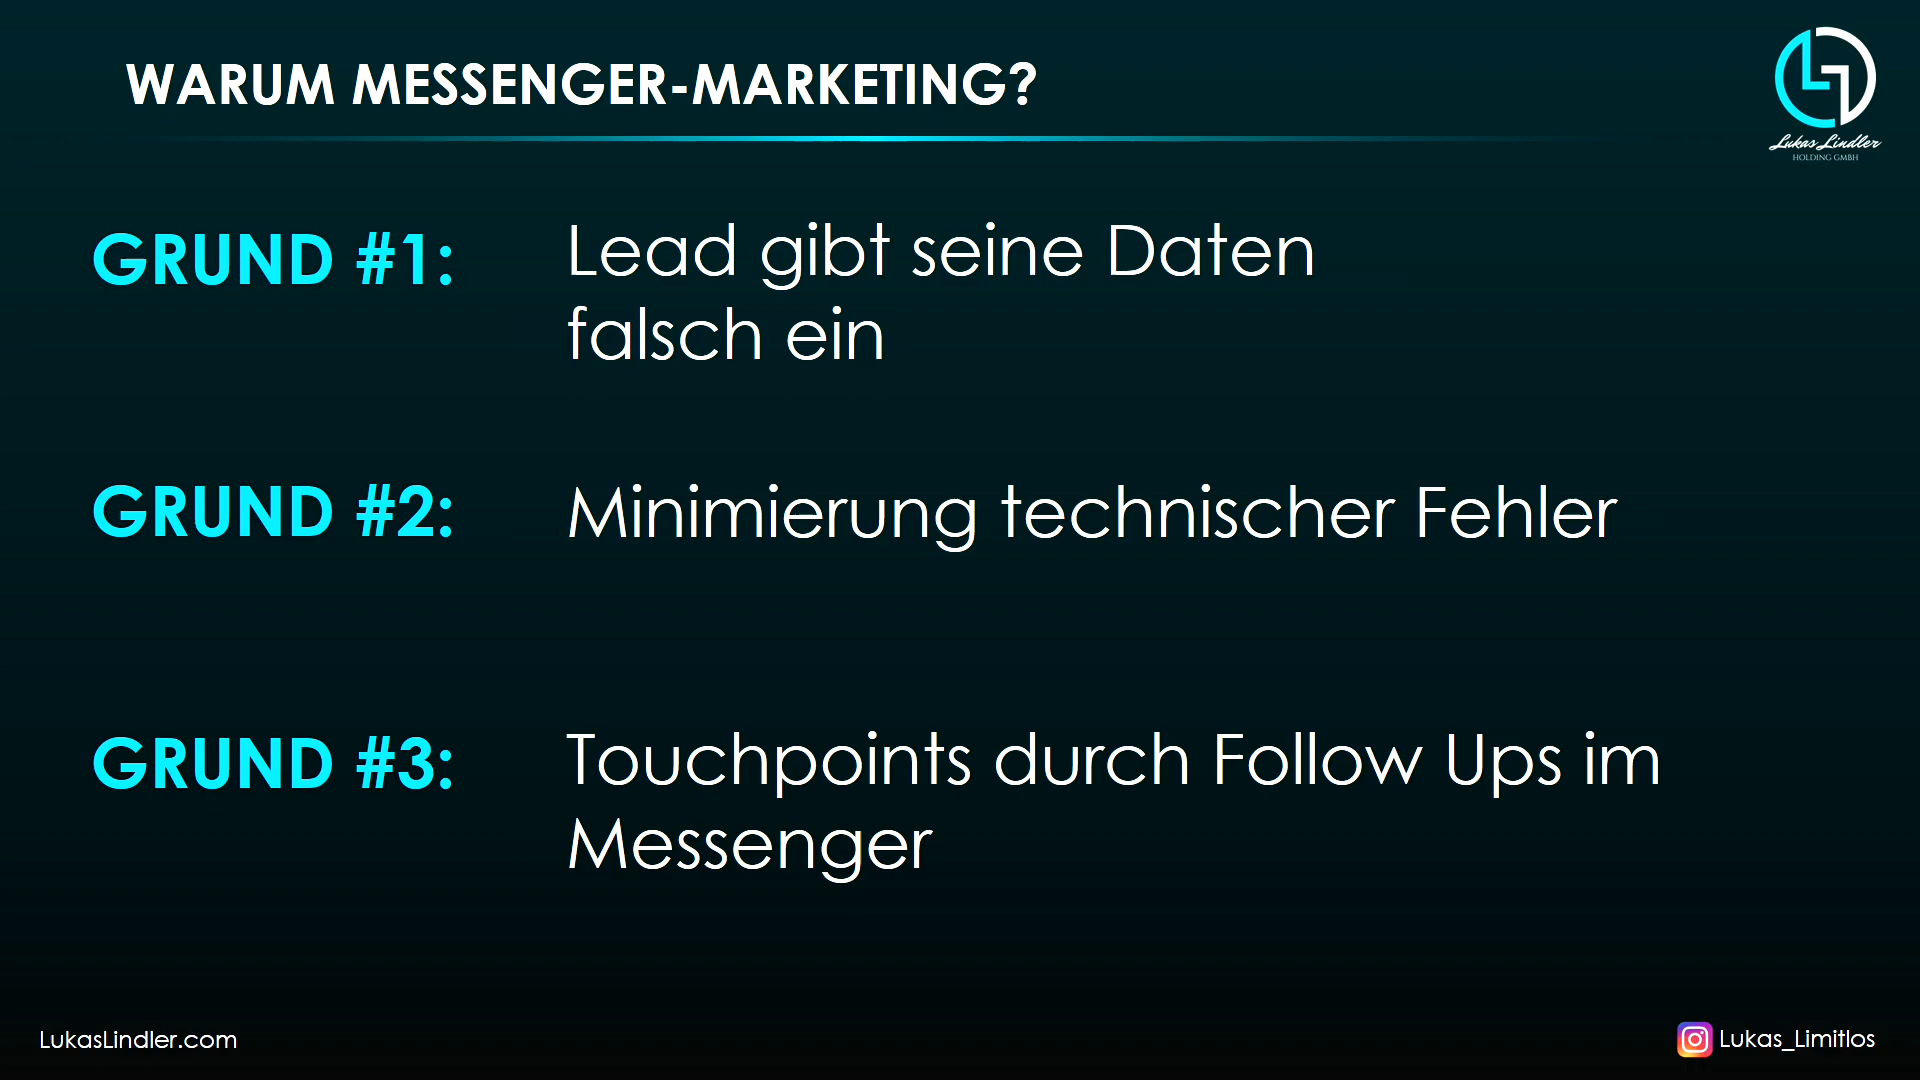 WARUM MESSENGER-MARKETING?
Lukas Lindler
HOLDING GMBH
GRUND #1:
Lead gibt seine Daten
falsch ein
GRUND #2:
Minimierung technischer Fehler
GRUND #3:
Touchpoints durch Follow Ups im
Messenger
LukasLindler.com
Lukas_Limitlos